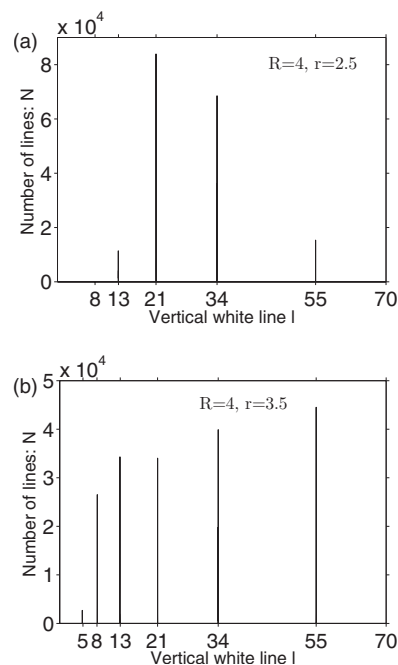 (a)
x 10^4
R=4, r=2.5
Number of lines: N
8
6
4
2
0
8 13 21 34 55 70
Vertical white line l
(b)
x 10^4
R=4, r=3.5
Number of lines: N
5
4
3
2
1
0
5 8 13 21 34 55 70
Vertical white line l